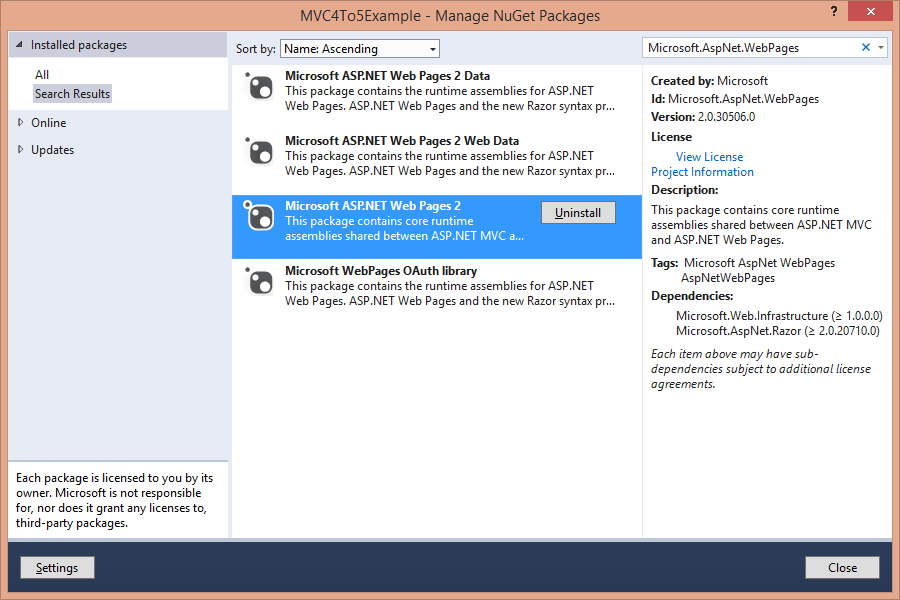 MVC4To5Example - Manage NuGet Packages
?
Installed packages
All
Search Results
Online
Updates
Each package is licensed to you by its
owner. Microsoft is not responsible
for, nor does it grant any licenses to,
third-party packages.
Sort by: Name: Ascending
Microsoft ASP.NET Web Pages 2 Data
This package contains the runtime assemblies for ASP.NET
Web Pages. ASP.NET Web Pages and the new Razor syntax pr...
Microsoft ASP.NET Web Pages 2 Web Data
This package contains the runtime assemblies for ASP.NET
Web Pages. ASP.NET Web Pages and the new Razor syntax pr...
Microsoft ASP.NET Web Pages 2
This package contains core runtime
assemblies shared between ASP.NET MVC a...
Uninstall
Microsoft WebPages OAuth library
This package contains the runtime assemblies for ASP.NET
Web Pages. ASP.NET Web Pages and the new Razor syntax pr...
Microsoft.AspNet.WebPages
Created by: Microsoft
Id: Microsoft.AspNet.WebPages
Version: 2.0.30506.0
License
View License
Project Information
Description:
This package contains core runtime
assemblies shared between ASP.NET MVC
and ASP.NET Web Pages.
Tags: Microsoft AspNet WebPages
AspNetWebPages
Dependencies:
Microsoft.Web.Infrastructure (≥ 1.0.0.0)
Microsoft.AspNet.Razor (≥ 2.0.20710.0)
Each item above may have sub-
dependencies subject to additional license
agreements.
Settings
Close